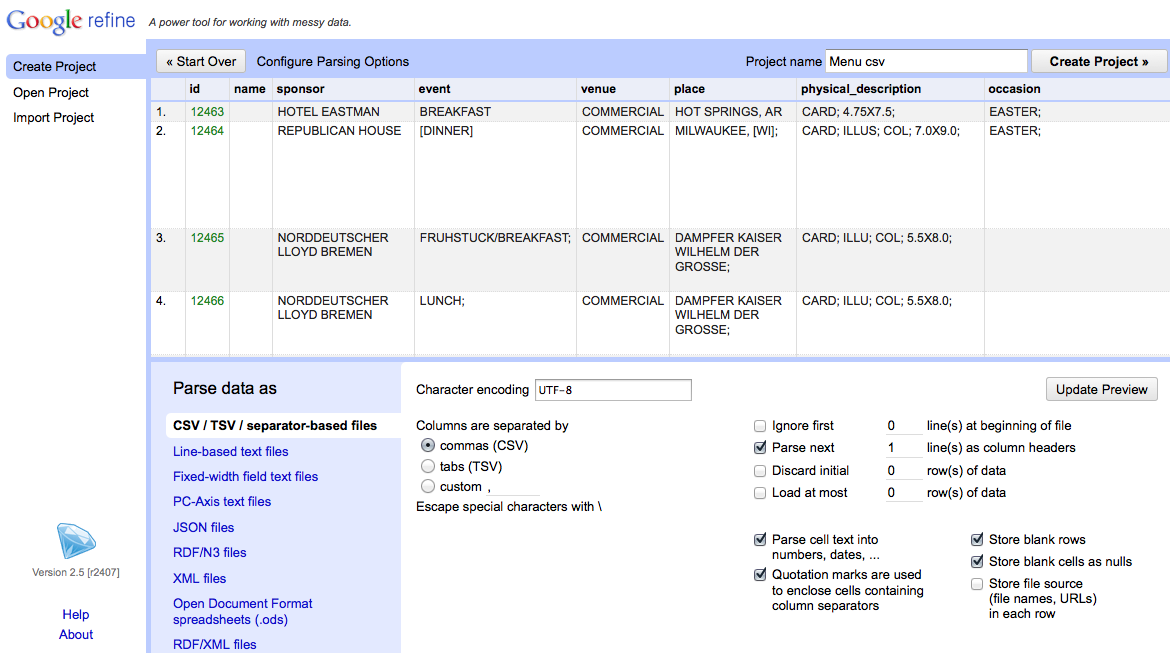 Google refine A power tool for working with messy data.
Create Project
Open Project
Import Project
« Start Over Configure Parsing Options Project name Menu csv Create Project »
id name sponsor event venue place physical_description occasion
1. 12463 HOTEL EASTMAN BREAKFAST COMMERCIAL HOT SPRINGS, AR CARD; 4.75X7.5; EASTER;
2. 12464 REPUBLICAN HOUSE [DINNER] COMMERCIAL MILWAUKEE, [WI]; CARD; ILLUS; COL; 7.0X9.0; EASTER;
3. 12465 NORDDEUTSCHER FRUHSTUCK/BREAKFAST; COMMERCIAL DAMPFER KAISER CARD; ILLU; COL; 5.5X8.0;
LLOYD BREMEN WILHELM DER
GROSSE;
4. 12466 NORDDEUTSCHER LUNCH; COMMERCIAL DAMPFER KAISER CARD; ILLU; COL; 5.5X8.0;
LLOYD BREMEN WILHELM DER
GROSSE;
Parse data as
CSV / TSV / separator-based files
Line-based text files
Fixed-width field text files
PC-Axis text files
JSON files
RDF/N3 files
XML files
Open Document Format
spreadsheets (.ods)
RDF/XML files
Character encoding UTF-8
Update Preview
Columns are separated by
commas (CSV)
tabs (TSV)
custom ,
Escape special characters with \
Ignore first 0 line(s) at beginning of file
Parse next 1 line(s) as column headers
Discard initial 0 row(s) of data
Load at most 0 row(s) of data
Parse cell text into
numbers, dates, ...
Quotation marks are used
to enclose cells containing
column separators
Store blank rows
Store blank cells as nulls
Store file source
(file names, URLs)
in each row
Version 2.5 [r2407]
Help
About